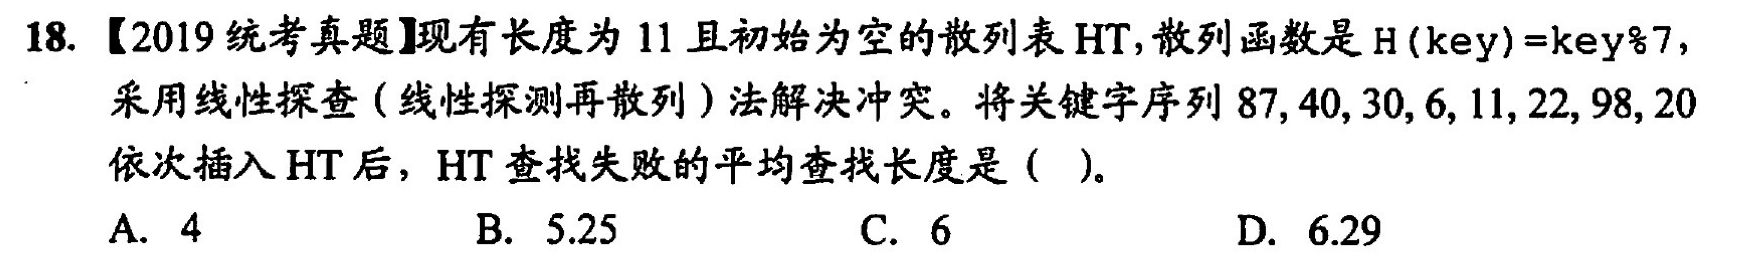 18.【2019 统考真题】现有长度为 11 且初始为空的散列表 HT,散列函数是 H(key)=key%7,
采用线性探查(线性探测再散列)法解决冲突。将关键字序列 87, 40, 30, 6, 11, 22, 98, 20
依次插入 HT 后，HT 查找失败的平均查找长度是（ ）。
A. 4 B. 5.25 C. 6 D. 6.29